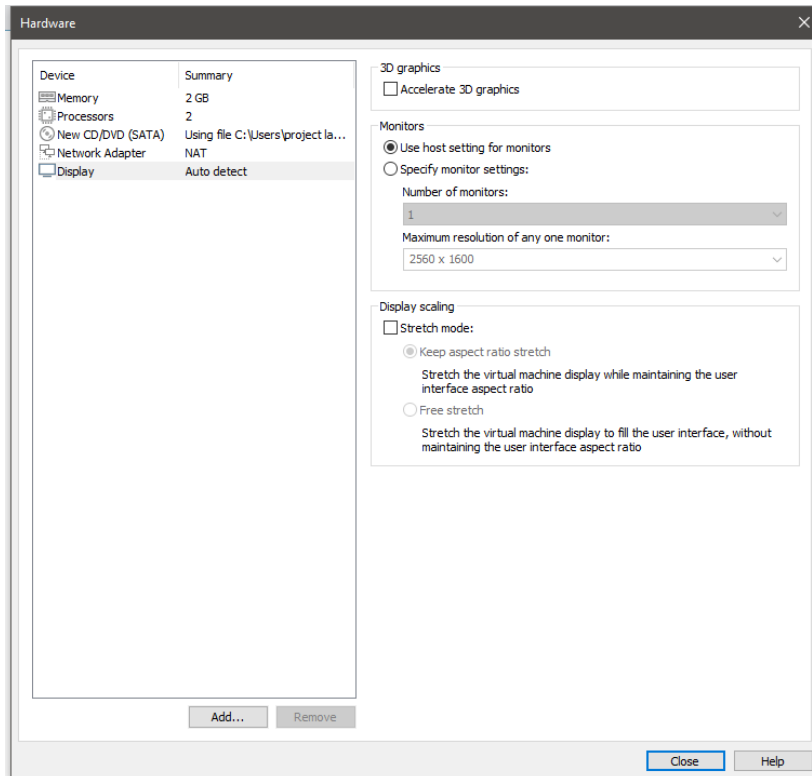 Hardware
Device Summary
Memory 2 GB
Processors 2
New CD/DVD (SATA) Using file C:\Users\project la...
Network Adapter NAT
Display Auto detect
Add... Remove
3D graphics
Accelerate 3D graphics
Monitors
Use host setting for monitors
Specify monitor settings:
Number of monitors:
1
Maximum resolution of any one monitor:
2560 x 1600
Display scaling
Stretch mode:
Keep aspect ratio stretch
Stretch the virtual machine display while maintaining the user
interface aspect ratio
Free stretch
Stretch the virtual machine display to fill the user interface, without
maintaining the user interface aspect ratio
Close Help